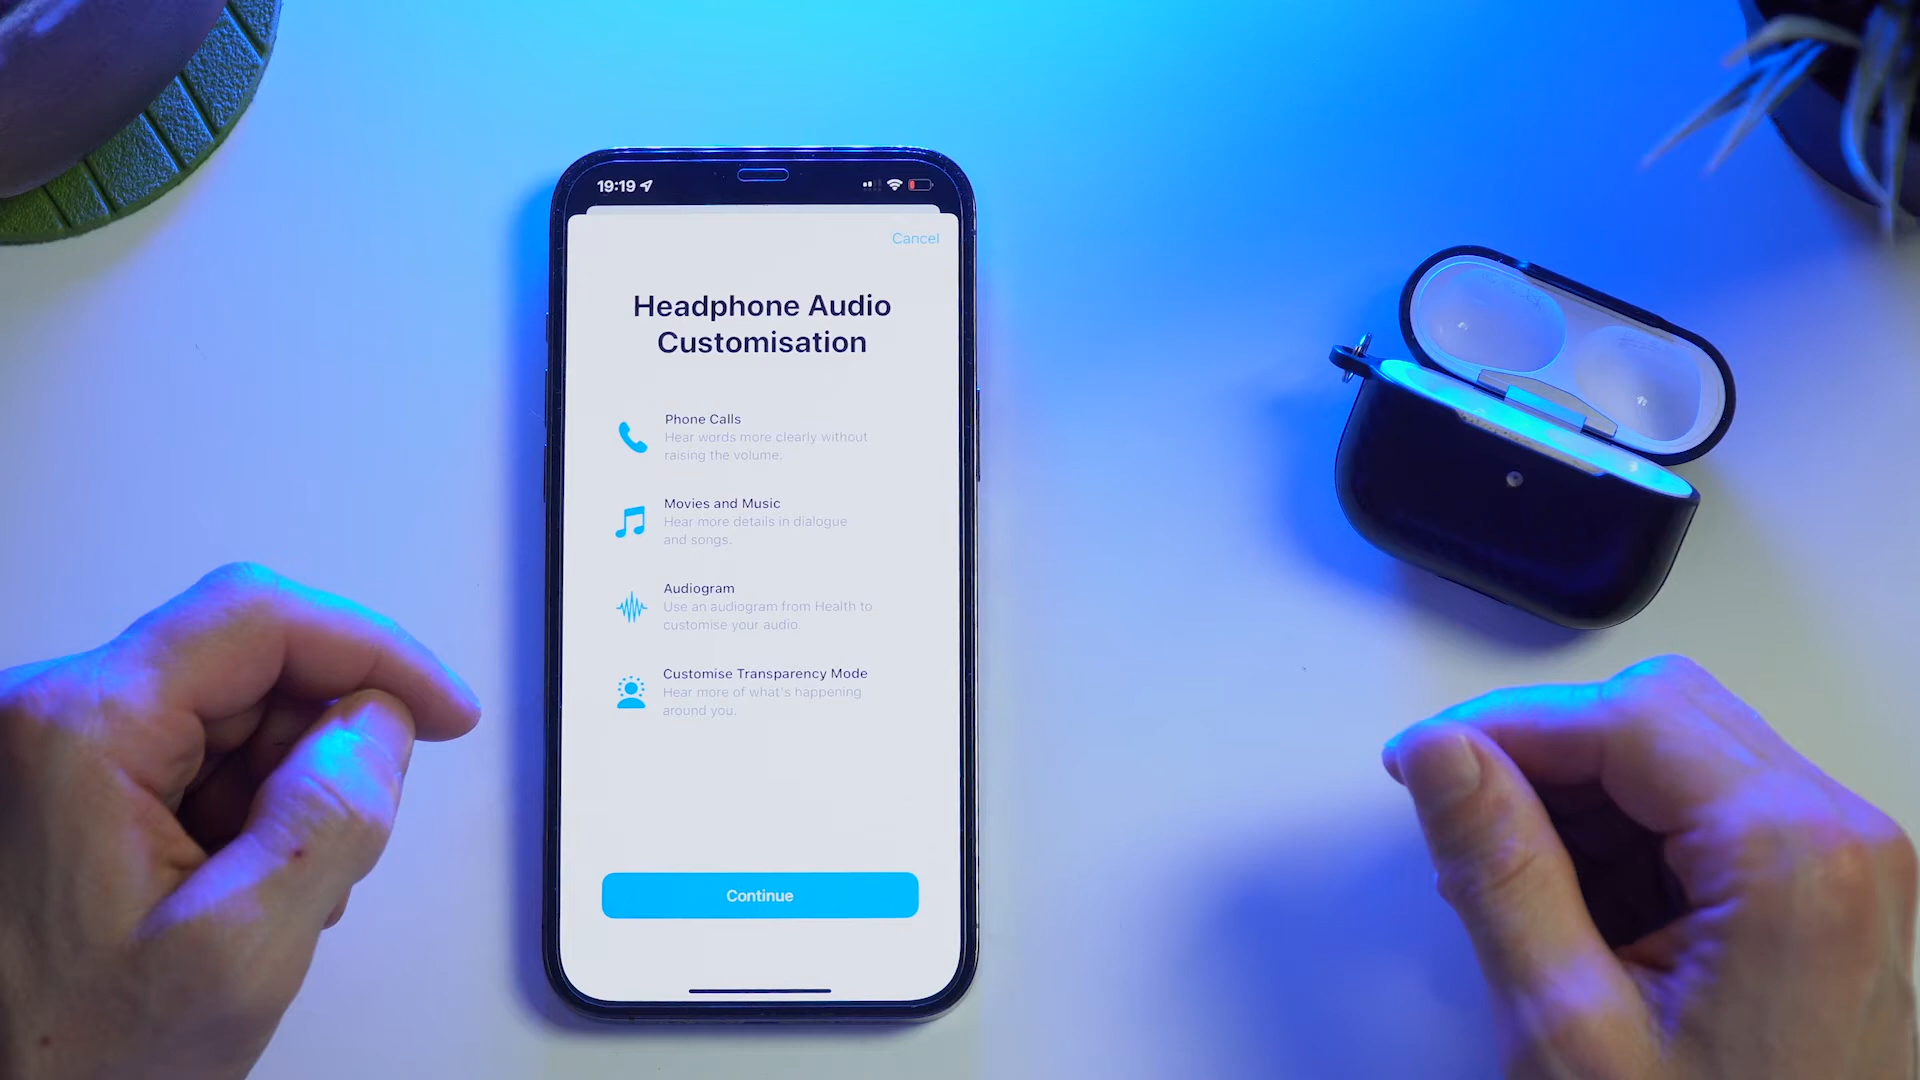 19:19
Cancel
Headphone Audio
Customisation
Phone Calls
Hear words more clearly without
raising the volume.
Movies and Music
Hear more details in dialogue
and songs.
Audiogram
Use an audiogram from Health to
customise your audio.
Customise Transparency Mode
Hear more of what's happening
around you.
Continue